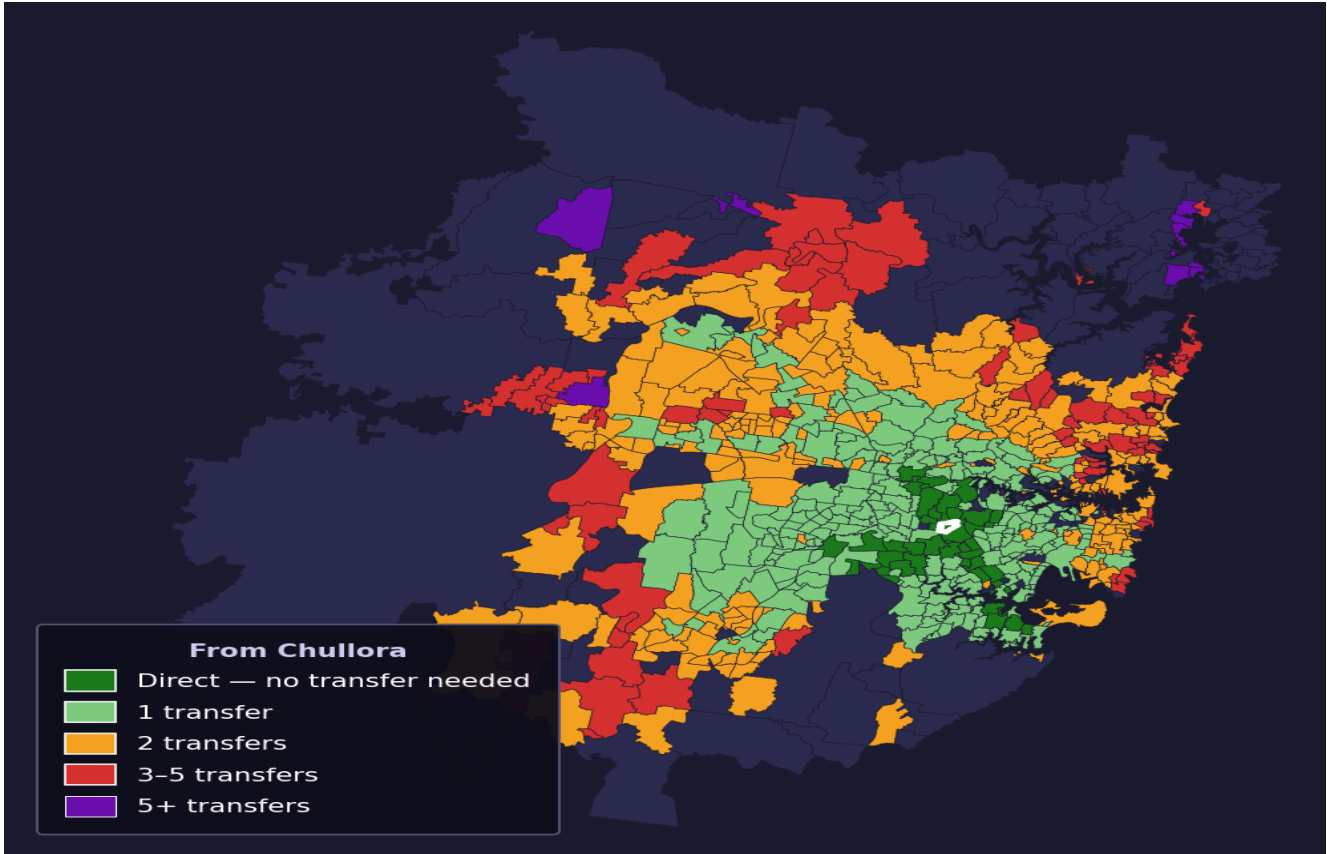 From Chullora
Direct — no transfer needed
1 transfer
2 transfers
3–5 transfers
5+ transfers